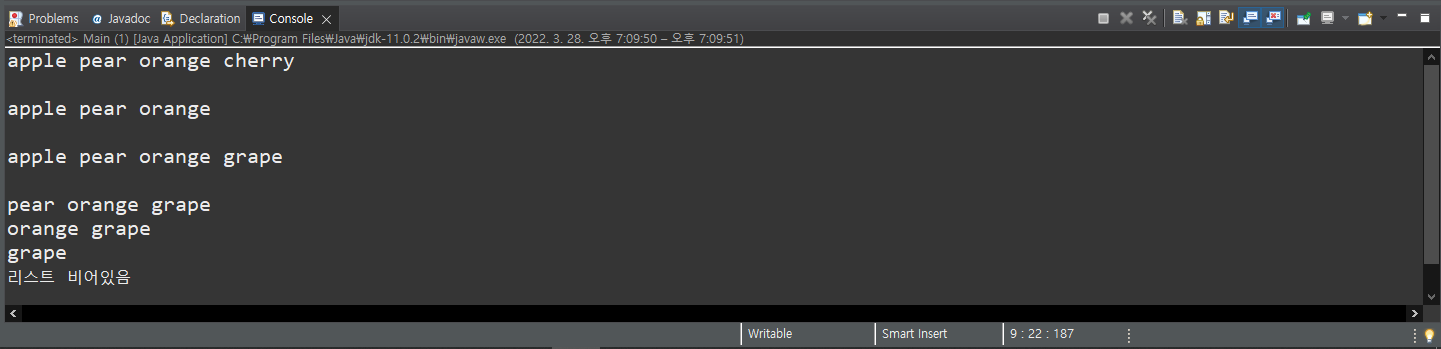 Problems Javadoc Declaration Console
<terminated> Main (1) [Java Application] C:₩Program Files₩Java₩jdk-11.0.2₩bin₩javaw.exe (2022. 3. 28. 오후 7:09:50 – 오후 7:09:51)
apple pear orange cherry
apple pear orange
apple pear orange grape
pear orange grape
orange grape
grape
리스트 비어있음
Writable Smart Insert 9 : 22 : 187